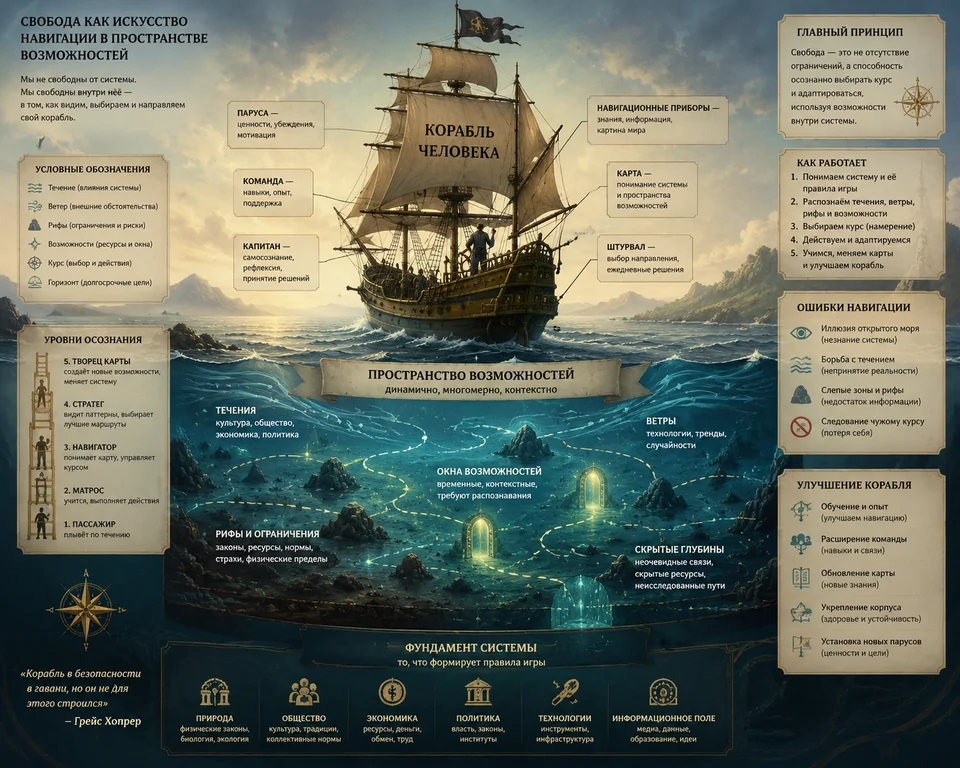 СВОБОДА КАК ИСКУССТВО
НАВИГАЦИИ В ПРОСТРАНСТВЕ
ВОЗМОЖНОСТЕЙ
Мы не свободны от системы.
Мы свободны внутри неё —
в том, как видим, выбираем и направляем
свой корабль.
УСЛОВНЫЕ ОБОЗНАЧЕНИЯ
Течение (влияния системы)
Ветер (внешние обстоятельства)
Рифы (ограничения и риски)
Возможности (ресурсы и окна)
Курс (выбор и действия)
Горизонт (долгосрочные цели)
УРОВНИ ОСОЗНАНИЯ
5. ТВОРЕЦ КАРТЫ
создаёт новые возможности,
меняет систему
4. СТРАТЕГ
видит паттерны, выбирает
лучшие маршруты
3. НАВИГАТОР
понимает карту, управляет
курсом
2. МАТРОС
учится, выполняет действия
1. ПАССАЖИР
плывёт по течению
«Корабль в безопасности
в гавани, но он не для
этого строился»
– Грейс Хопрер
ПАРУСА —
ценности, убеждения,
мотивация
КОМАНДА —
навыки, опыт,
поддержка
КАПИТАН —
самосознание,
рефлексия,
принятие решений
КОРАБЛЬ
ЧЕЛОВЕКА
НАВИГАЦИОННЫЕ ПРИБОРЫ —
знания, информация,
картина мира
КАРТА —
понимание системы
и пространства
возможностей
ШТУРВАЛ —
выбор направления,
ежедневные решения
ПРОСТРАНСТВО ВОЗМОЖНОСТЕЙ
динамично, многомерно, контекстно
ТЕЧЕНИЯ
культура, общество,
экономика, политика
ВЕТРЫ
технологии, тренды,
случайности
ОКНА ВОЗМОЖНОСТЕЙ
временные, контекстные,
требуют распознавания
РИФЫ И ОГРАНИЧЕНИЯ
законы, ресурсы, нормы,
страхи, физические пределы
СКРЫТЫЕ ГЛУБИНЫ
неочевидные связи,
скрытые ресурсы,
неисследованные пути
ФУНДАМЕНТ СИСТЕМЫ
то, что формирует правила игры
ПРИРОДА
физические законы,
биология, экология
ОБЩЕСТВО
культура, традиции,
коллективные нормы
ЭКОНОМИКА
ресурсы, деньги,
обмен, труд
ПОЛИТИКА
власть, законы,
институты
ТЕХНОЛОГИИ
инструменты,
инфраструктура
ИНФОРМАЦИОННОЕ ПОЛЕ
медиа, данные,
образование, идеи
ГЛАВНЫЙ ПРИНЦИП
Свобода — это не отсутствие
ограничений, а способность
осознанно выбирать курс
и адаптироваться,
используя возможности
внутри системы.
КАК РАБОТАЕТ
1. Понимаем систему и её
правила игры
2. Распознаём течения, ветры,
рифы и возможности
3. Выбираем курс (намерение)
4. Действуем и адаптируемся
5. Учимся, меняем карты
и улучшаем корабль
ОШИБКИ НАВИГАЦИИ
Иллюзия открытого моря
(незнание системы)
Борьба с течением
(неприятие реальности)
Слепые зоны и рифы
(недостаток информации)
Следование чужому курсу
(потеря себя)
УЛУЧШЕНИЕ КОРАБЛЯ
Обучение и опыт
(улучшаем навигацию)
Расширение команды
(навыки и связи)
Обновление карты
(новые знания)
Укрепление корпуса
(здоровье и устойчивость)
Установка новых парусов
(ценности и цели)